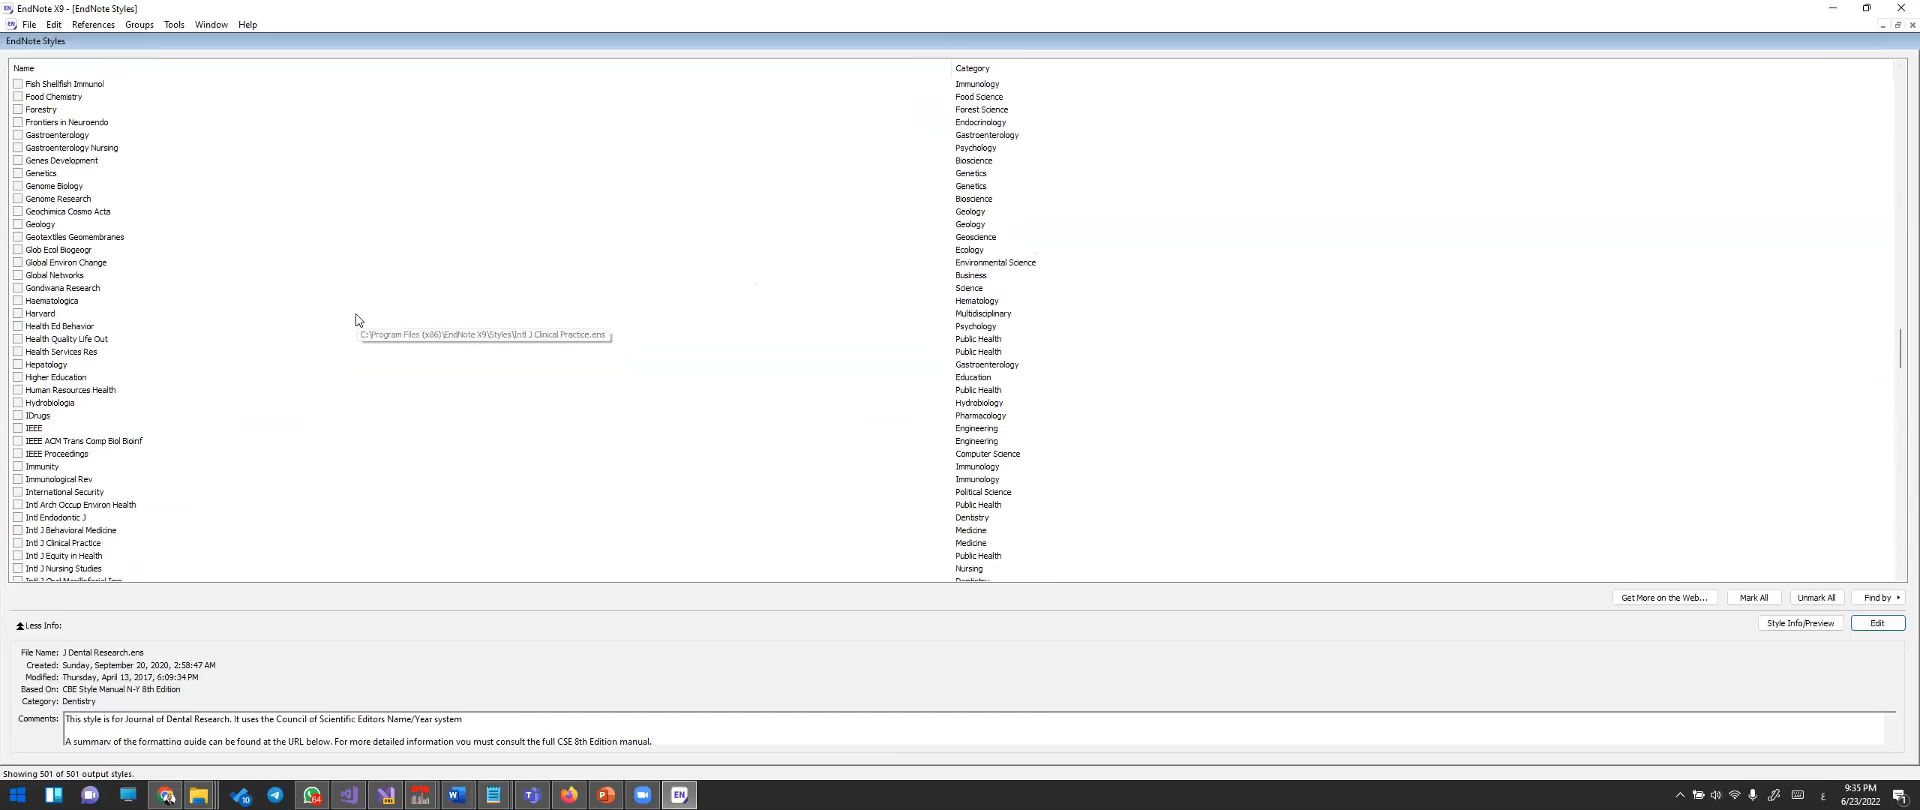 EndNote X9 - [EndNote Styles]
File Edit References Groups Tools Window Help
EndNote Styles
Name Category
Fish Shellfish Immunol Immunology
Food Chemistry Food Science
Forestry Forest Science
Frontiers in Neuroendo Endocrinology
Gastroenterology Gastroenterology
Gastroenterology Nursing Psychology
Genes Development Bioscience
Genetics Genetics
Genome Biology Genetics
Genome Research Bioscience
Geochimica Cosmo Acta Geology
Geology Geology
Geotextiles Geomembranes Geoscience
Glob Ecol Biogeogr Ecology
Global Environ Change Environmental Science
Global Networks Business
Gondwana Research Science
Haematologica Hematology
Harvard Multidisciplinary
Health Ed Behavior Psychology
C:\Program Files (x86)\EndNote X9\Styles\Intl J Clinical Practice.ens
Health Quality Life Out Public Health
Health Services Res Public Health
Hepatology Gastroenterology
Higher Education Education
Human Resources Health Public Health
Hydrobiologia Hydrobiology
IDrugs Pharmacology
IEEE Engineering
IEEE ACM Trans Comp Biol Bioinf Engineering
IEEE Proceedings Computer Science
Immunity Immunology
Immunological Rev Immunology
International Security Political Science
Intl Arch Occup Environ Health Public Health
Intl Endodontic J Dentistry
Intl J Behavioral Medicine Medicine
Intl J Clinical Practice Medicine
Intl J Equity in Health Public Health
Intl J Nursing Studies Nursing
Get More on the Web... Mark All Unmark All Find by
Less Info: Style Info/Preview Edit
File Name: J Dental Research.ens
Created: Sunday, September 20, 2020, 2:58:47 AM
Modified: Thursday, April 13, 2017, 6:09:34 PM
Based On: CBE Style Manual N-Y 8th Edition
Category: Dentistry
Comments: This style is for Journal of Dental Research. It uses the Council of Scientific Editors Name/Year system
A summary of the formatting guide can be found at the URL below. For more detailed information you must consult the full CSE 8th Edition manual.
Showing 501 of 501 output styles.
9:35 PM
6/23/2022